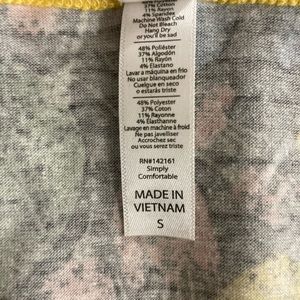 37% Cotton
11% Rayon
4% Spandex
Machine Wash Cold
Do Not Bleach
Hang Dry
or you'll be sad
48% Poliéster
37% Algodón
11% Rayón
4% Elastano
Lavar a máquina en frio
No usar blanqueador
Cuelgue en seco
o estarás triste
48% Polyester
37% Coton
11% Rayonne
4% Élasthanne
Lavage en machine à froid
Ne pas javelliser
Accrochez sec
ou vous serez triste
RN#142161
Simply
Comfortable
MADE IN
VIETNAM
S